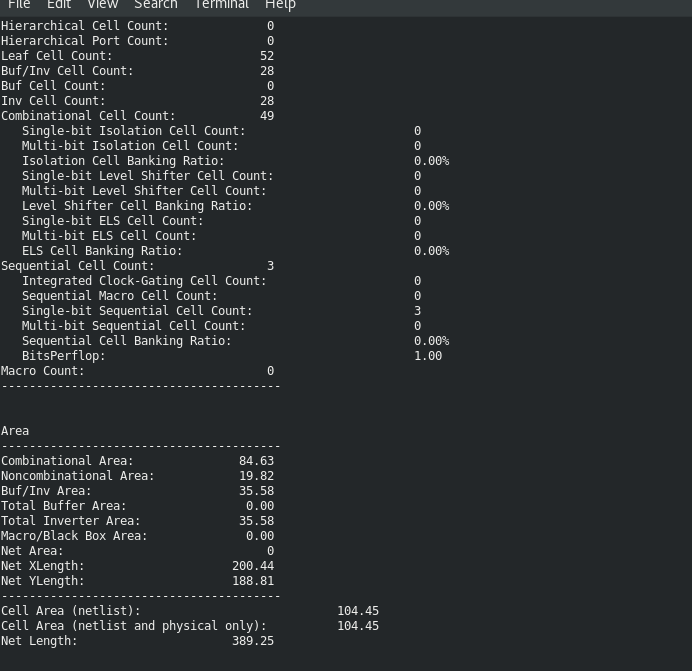 File Edit View Search Terminal Help
Hierarchical Cell Count: 0
Hierarchical Port Count: 0
Leaf Cell Count: 52
Buf/Inv Cell Count: 28
Buf Cell Count: 0
Inv Cell Count: 28
Combinational Cell Count: 49
Single-bit Isolation Cell Count: 0
Multi-bit Isolation Cell Count: 0
Isolation Cell Banking Ratio: 0.00%
Single-bit Level Shifter Cell Count: 0
Multi-bit Level Shifter Cell Count: 0
Level Shifter Cell Banking Ratio: 0.00%
Single-bit ELS Cell Count: 0
Multi-bit ELS Cell Count: 0
ELS Cell Banking Ratio: 0.00%
Sequential Cell Count: 3
Integrated Clock-Gating Cell Count: 0
Sequential Macro Cell Count: 0
Single-bit Sequential Cell Count: 3
Multi-bit Sequential Cell Count: 0
Sequential Cell Banking Ratio: 0.00%
BitsPerflop: 1.00
Macro Count: 0
----------------------------------------
Area
----------------------------------------
Combinational Area: 84.63
Noncombinational Area: 19.82
Buf/Inv Area: 35.58
Total Buffer Area: 0.00
Total Inverter Area: 35.58
Macro/Black Box Area: 0.00
Net Area: 0
Net XLength: 200.44
Net YLength: 188.81
----------------------------------------
Cell Area (netlist): 104.45
Cell Area (netlist and physical only): 104.45
Net Length: 389.25